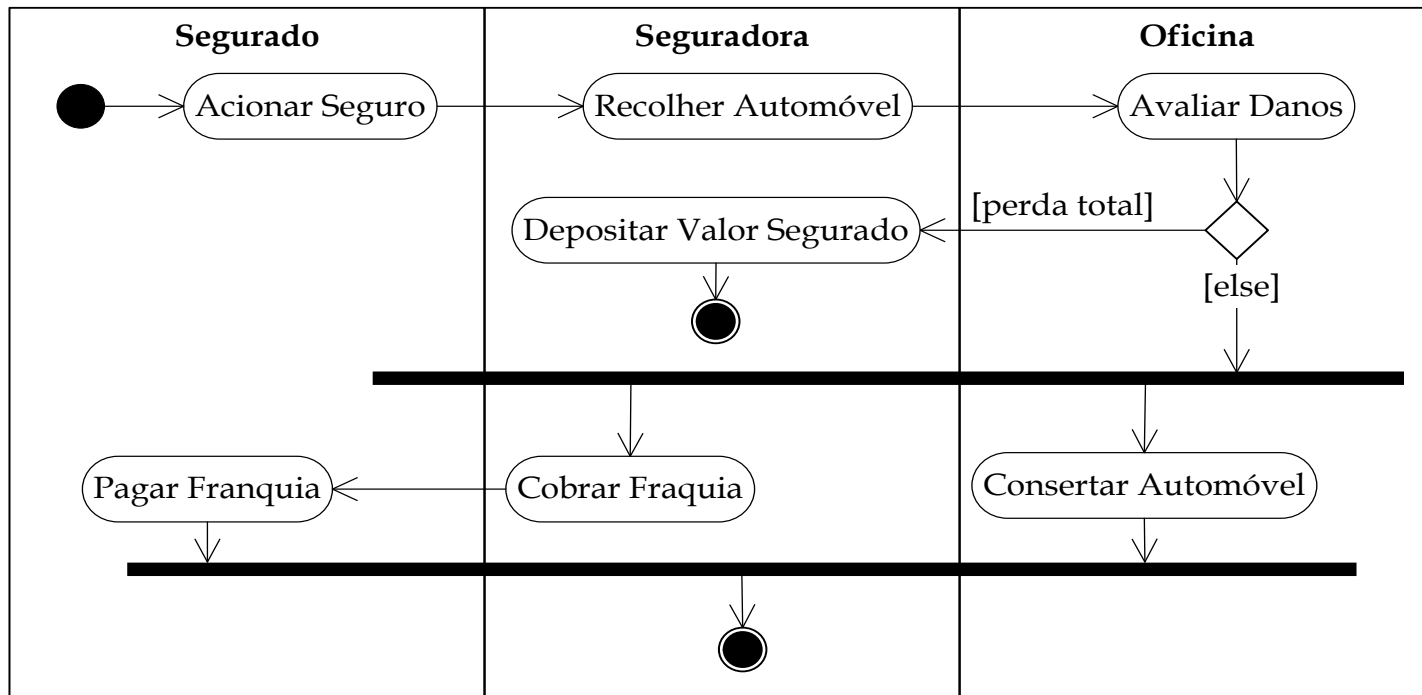 Segurado
Seguradora
Oficina
Acionar Seguro
Recolher Automóvel
Avaliar Danos
[perda total]
Depositar Valor Segurado
[else]
Pagar Franquia
Cobrar Fraquia
Consertar Automóvel